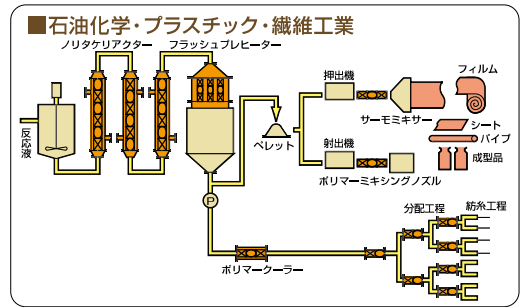 ■石油化学・プラスチック・繊維工業
ノリタケリアクター
フラッシュプレヒーター
反応液
P
ペレット
押出機
サーモミキサー
フィルム
シート
パイプ
成型品
射出機
ポリマーミキシングノズル
ポリマークーラー
分配工程
紡糸工程